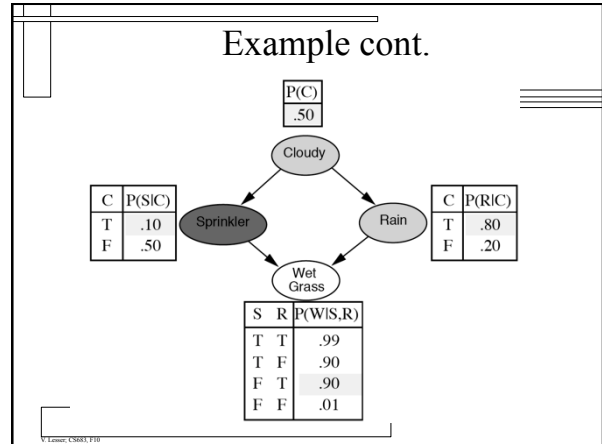 Example cont.
P(C)
.50
Cloudy
C P(S|C)
T .10
F .50
Sprinkler
Rain
C P(R|C)
T .80
F .20
Wet
Grass
S R P(W|S,R)
T T .99
T F .90
F T .90
F F .01
V. Lesser; CS683, F10